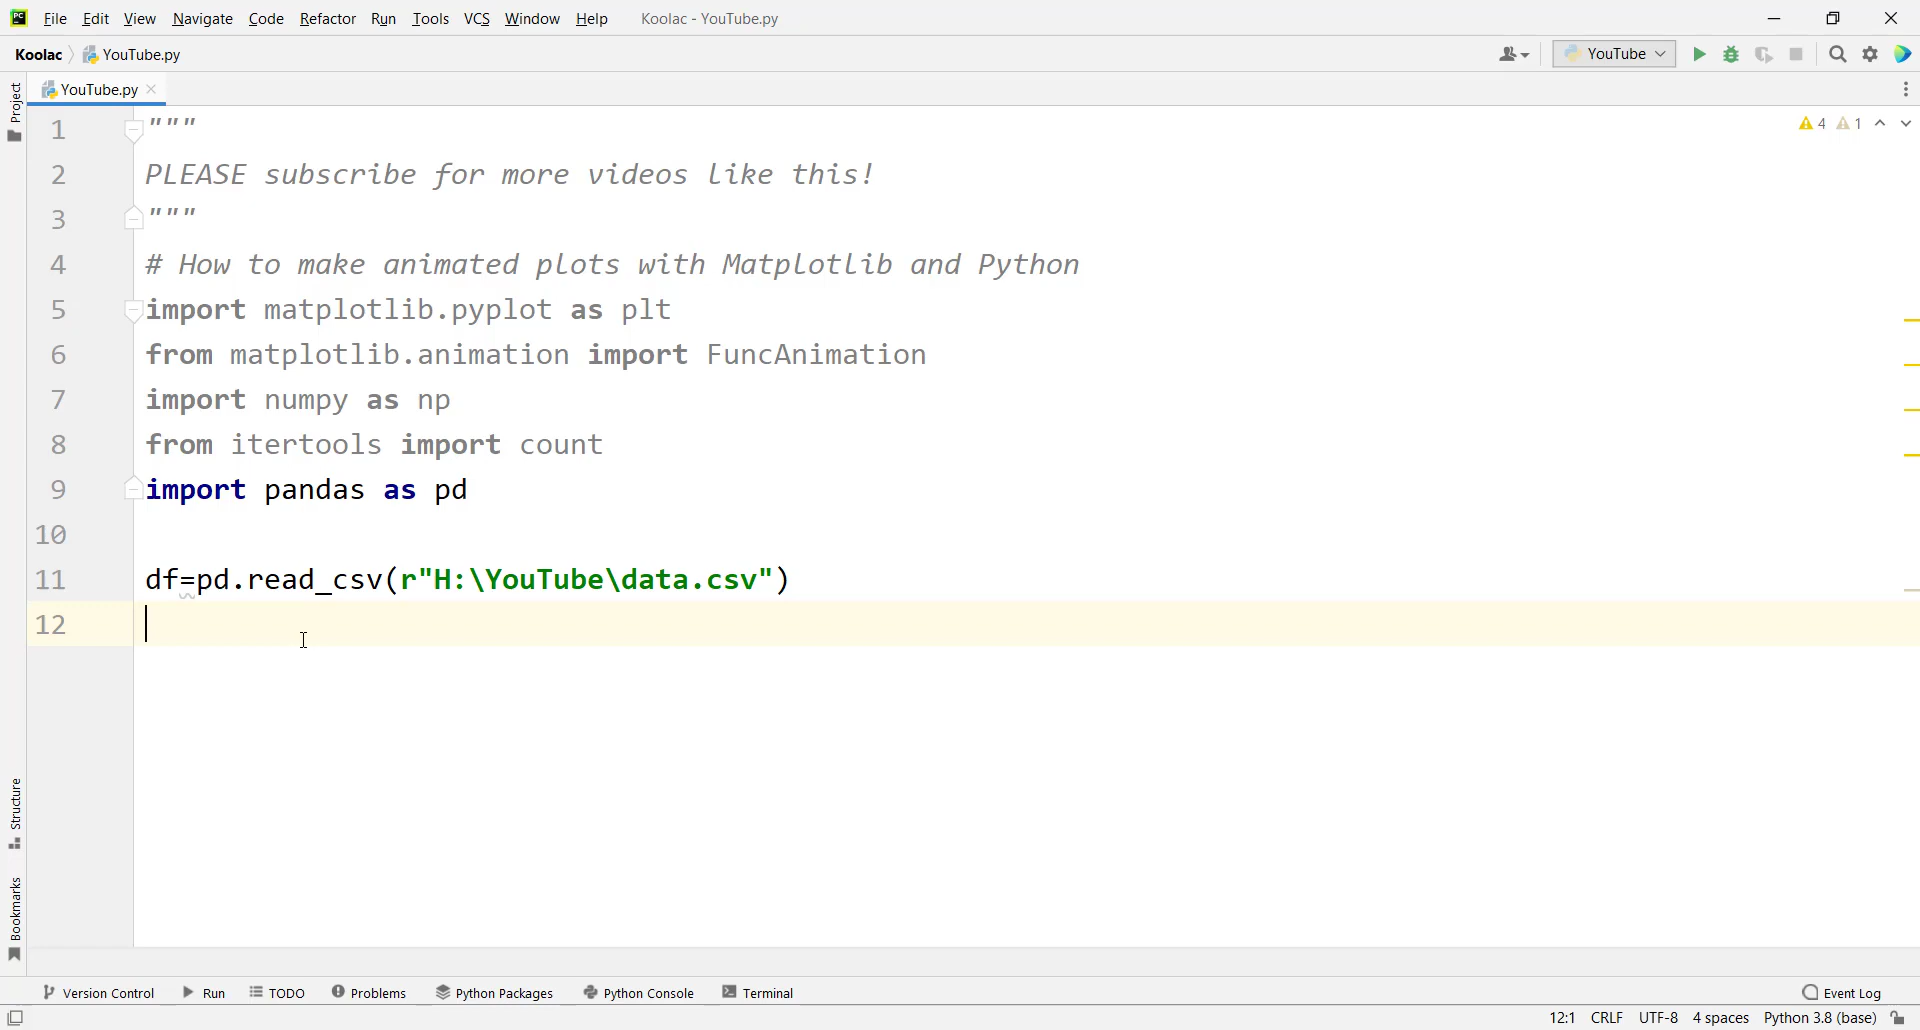 PC File Edit View Navigate Code Refactor Run Tools VCS Window Help Koolac - YouTube.py
Koolac YouTube.py YouTube
Project YouTube.py
1 """ 4 1
2 PLEASE subscribe for more videos like this!
3 """
4 # How to make animated plots with Matplotlib and Python
5 import matplotlib.pyplot as plt
6 from matplotlib.animation import FuncAnimation
7 import numpy as np
8 from itertools import count
9 import pandas as pd
10
11 df=pd.read_csv(r"H:\YouTube\data.csv")
12
Structure
Bookmarks
Version Control Run TODO Problems Python Packages Python Console Terminal Event Log
12:1 CRLF UTF-8 4 spaces Python 3.8 (base)